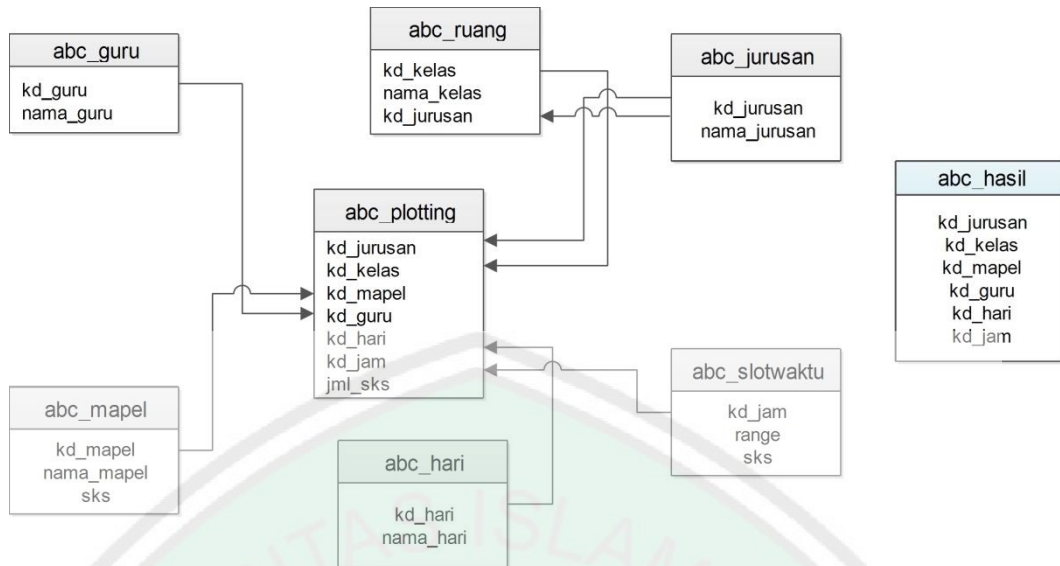 abc_guru
kd_guru
nama_guru
abc_ruang
kd_kelas
nama_kelas
kd_jurusan
abc_jurusan
kd_jurusan
nama_jurusan
abc_hasil
kd_jurusan
kd_kelas
kd_mapel
kd_guru
kd_hari
kd_jam
abc_plotting
kd_jurusan
kd_kelas
kd_mapel
kd_guru
kd_hari
kd_jam
jml_sks
abc_mapel
kd_mapel
nama_mapel
sks
abc_hari
kd_hari
nama_hari
abc_slotwaktu
kd_jam
range
sks